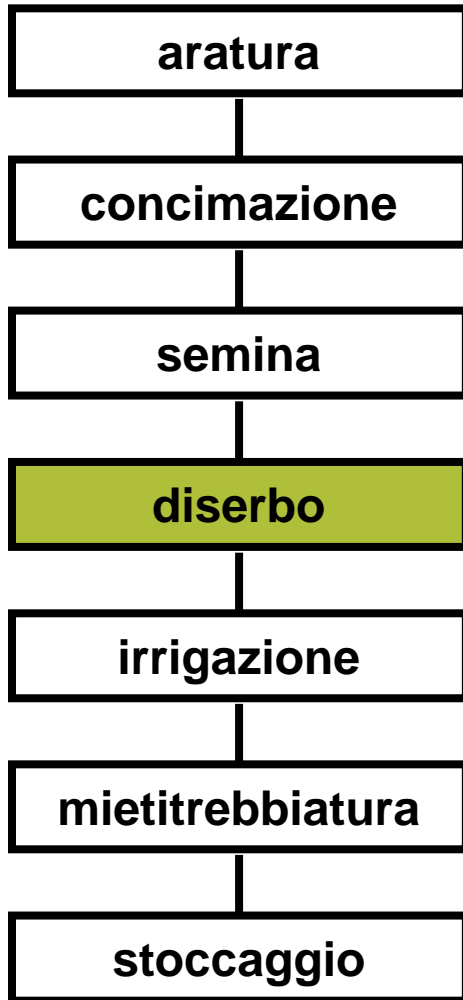 aratura
concimazione
semina
diserbo
irrigazione
mietitrebbiatura
stoccaggio